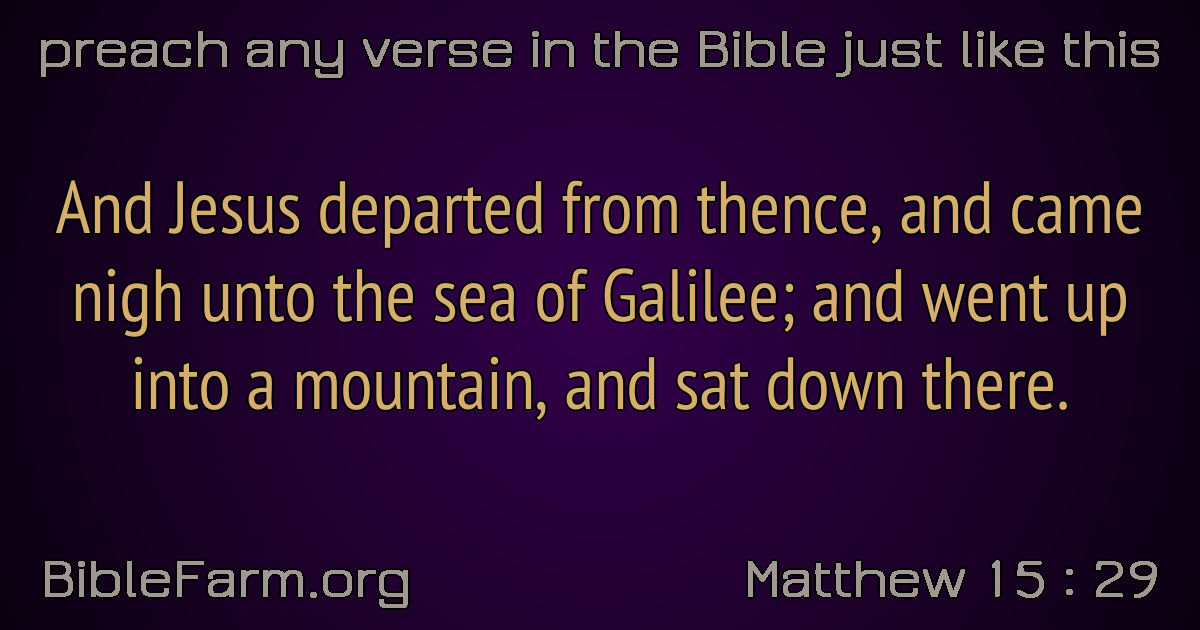 preach any verse in the Bible just like this
And Jesus departed from thence, and came
nigh unto the sea of Galilee; and went up
into a mountain, and sat down there.
BibleFarm.org
Matthew 15 : 29